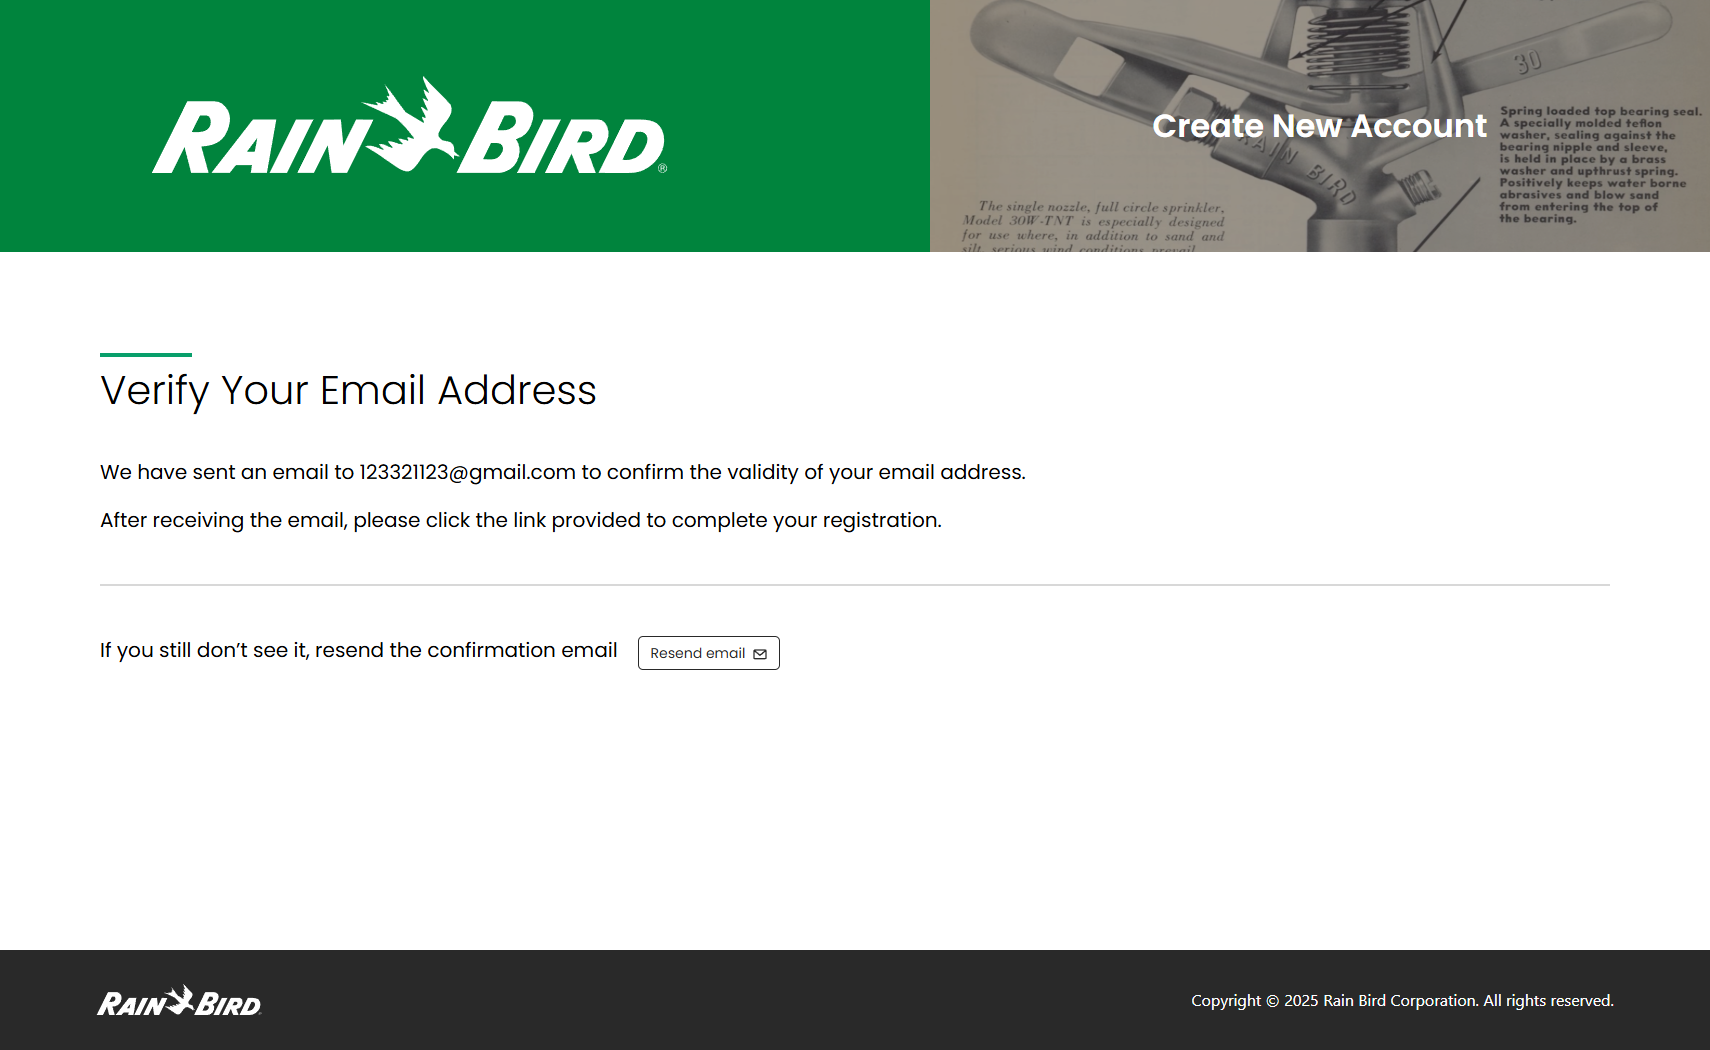 RAIN BIRD®
Create New Account
30
RAIN BIRD
Spring loaded top bearing seal.
A specially molded teflon
washer, sealing against the
bearing nipple and sleeve,
is held in place by a brass
washer and upthrust spring.
Positively keeps water borne
abrasives and blow sand
from entering the top of
the bearing.
The single nozzle, full circle sprinkler,
Model 30W-TNT is especially designed
for use where, in addition to sand and
silt, serious wind conditions prevail
Verify Your Email Address
We have sent an email to 123321123@gmail.com to confirm the validity of your email address.
After receiving the email, please click the link provided to complete your registration.
If you still don’t see it, resend the confirmation email
Resend email
RAIN BIRD
Copyright © 2025 Rain Bird Corporation. All rights reserved.